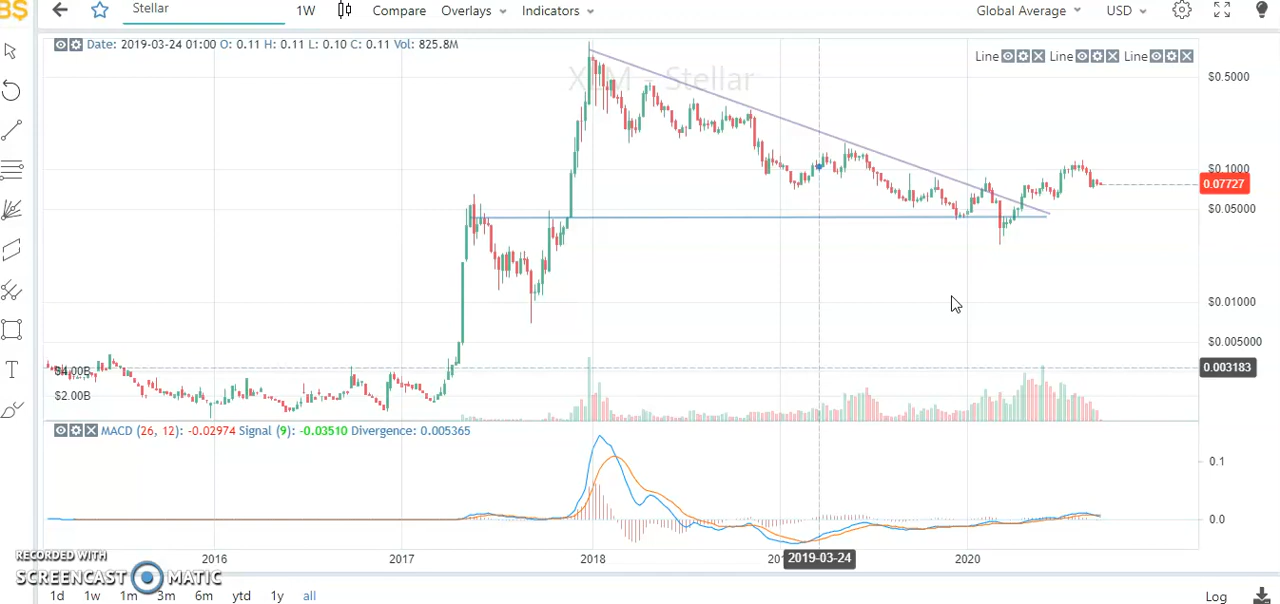 BS Stellar 1W Compare Overlays Indicators Global Average USD
Date: 2019-03-24 01:00 O: 0.11 H: 0.11 L: 0.10 C: 0.11 Vol: 825.8M
Line Line Line
XLM - Stellar
$0.5000
$0.1000
0.07727
$0.05000
$0.01000
$0.005000
0.003183
$4.00B
$2.00B
T
MACD (26, 12): -0.02974 Signal (9): -0.03510 Divergence: 0.005365
0.1
0.0
2016 2017 2018 2019-03-24 2020
RECORDED WITH
SCREENCAST MATIC
1d 1w 1m 3m 6m ytd 1y all Log